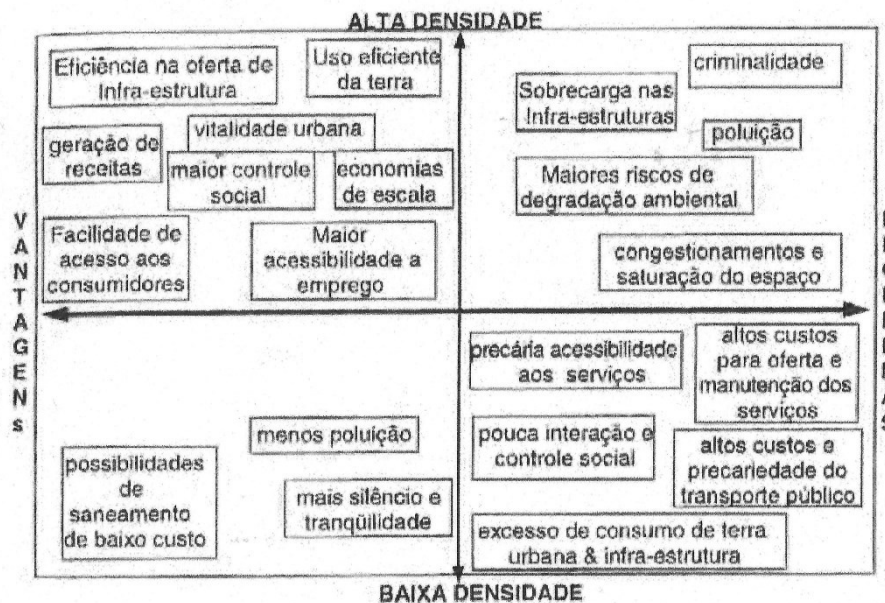 ALTA DENSIDADE
Eficiência na oferta de
Infra-estrutura
Uso eficiente
da terra
vitalidade urbana
geração de
receitas
maior controle
social
economias
de escala
Facilidade de
acesso aos
consumidores
Maior
acessibilidade a
emprego
criminalidade
Sobrecarga nas
Infra-estruturas
poluição
Maiores riscos de
degradação ambiental
congestionamentos e
saturação do espaço
VANTAGENs
possibilidades
de
saneamento
de baixo custo
menos poluição
mais silêncio e
tranqüilidade
precária acessibilidade
aos serviços
altos custos
para oferta e
manutenção dos
serviços
pouca interação e
controle social
altos custos e
precariedade do
transporte público
excesso de consumo de terra
urbana & infra-estrutura
BAIXA DENSIDADE